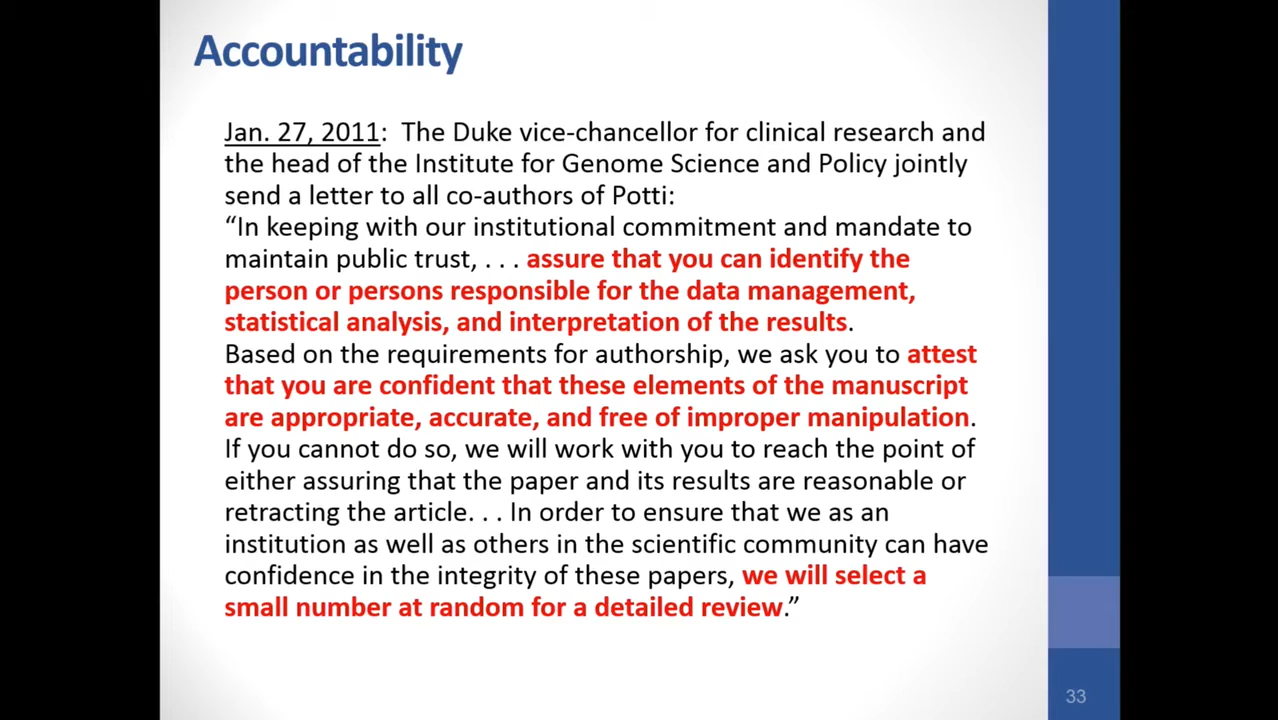 Accountability
Jan. 27, 2011:  The Duke vice-chancellor for clinical research and
the head of the Institute for Genome Science and Policy jointly
send a letter to all co-authors of Potti:
“In keeping with our institutional commitment and mandate to
maintain public trust, . . . assure that you can identify the
person or persons responsible for the data management,
statistical analysis, and interpretation of the results.
Based on the requirements for authorship, we ask you to attest
that you are confident that these elements of the manuscript
are appropriate, accurate, and free of improper manipulation.
If you cannot do so, we will work with you to reach the point of
either assuring that the paper and its results are reasonable or
retracting the article. . . In order to ensure that we as an
institution as well as others in the scientific community can have
confidence in the integrity of these papers, we will select a
small number at random for a detailed review.”
33